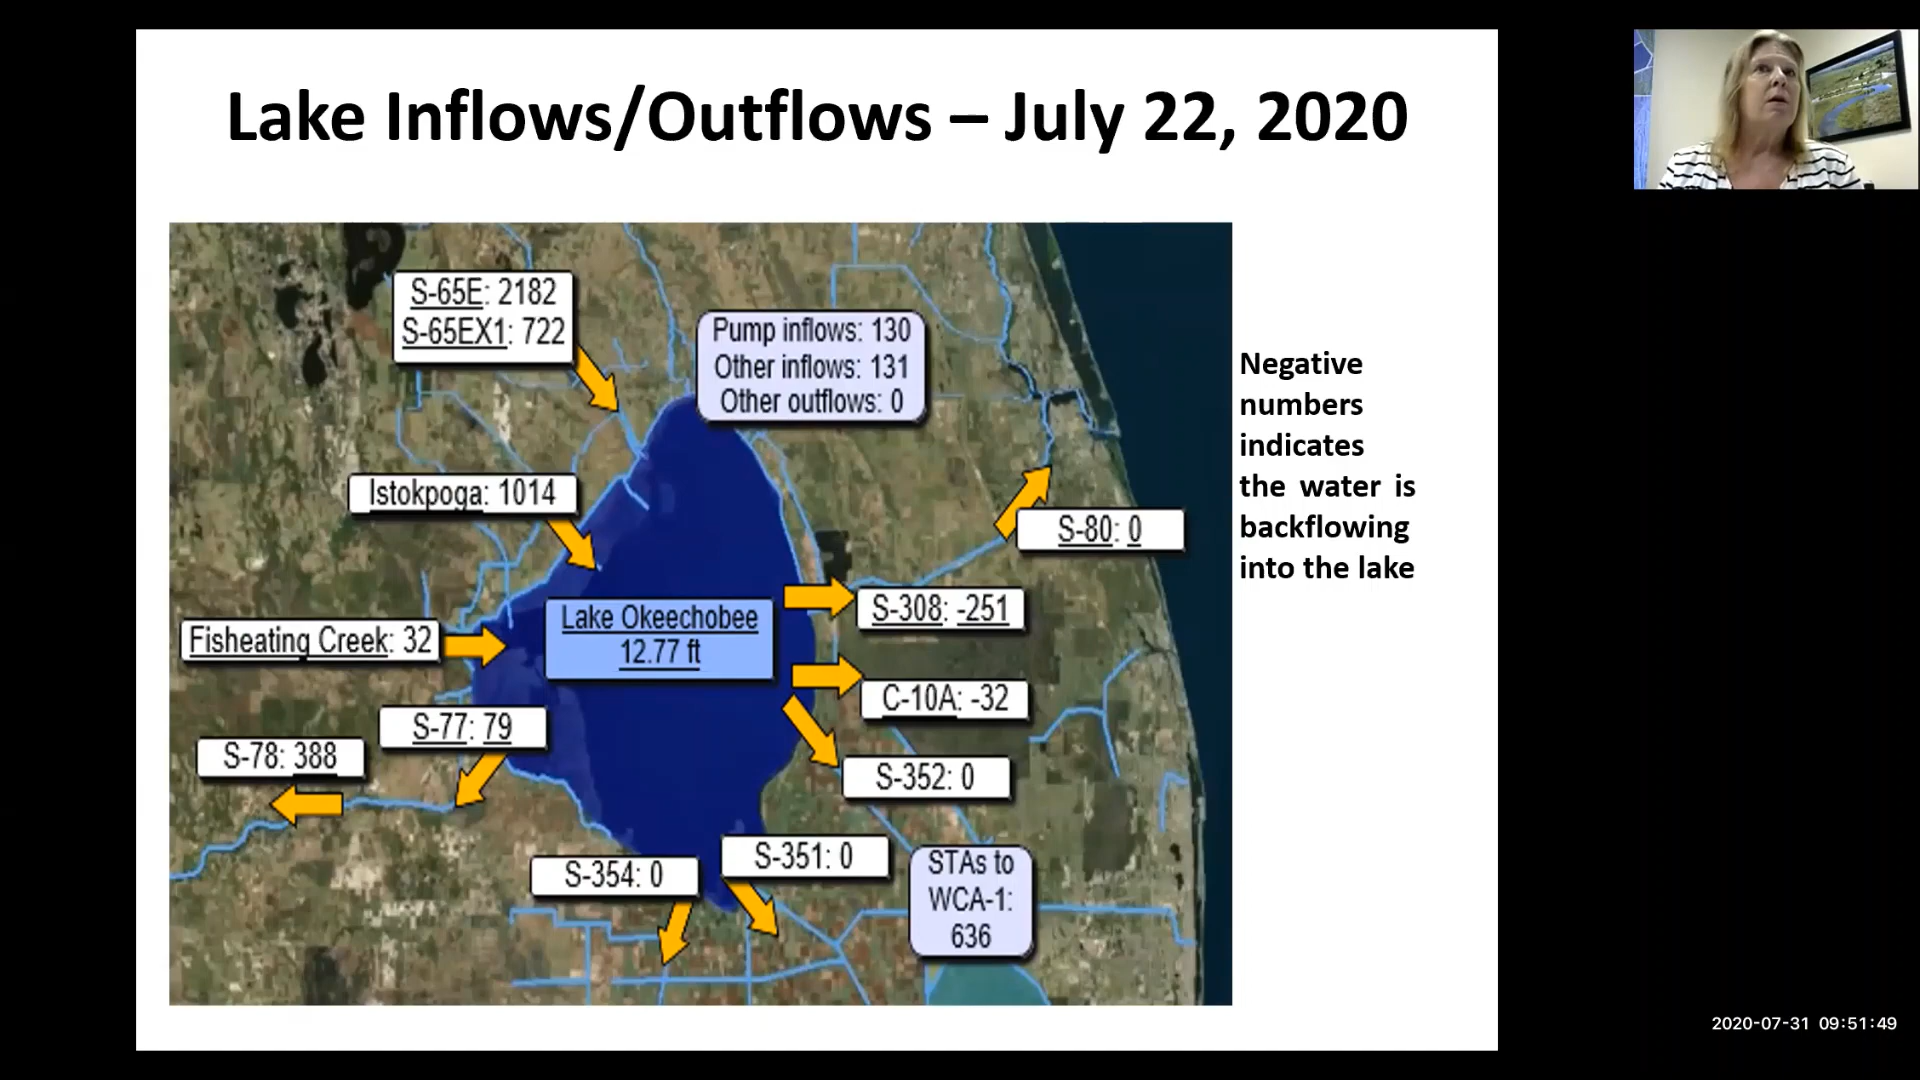 Lake Inflows/Outflows – July 22, 2020
S-65E: 2182
S-65EX1: 722
Pump inflows: 130
Other inflows: 131
Other outflows: 0
Istokpoga: 1014
S-80: 0
Negative
numbers
indicates
the water is
backflowing
into the lake
Fisheating Creek: 32
Lake Okeechobee
12.77 ft
S-308: -251
C-10A: -32
S-77: 79
S-78: 388
S-352: 0
S-354: 0
S-351: 0
STAs to
WCA-1:
636
2020-07-31 09:51:49